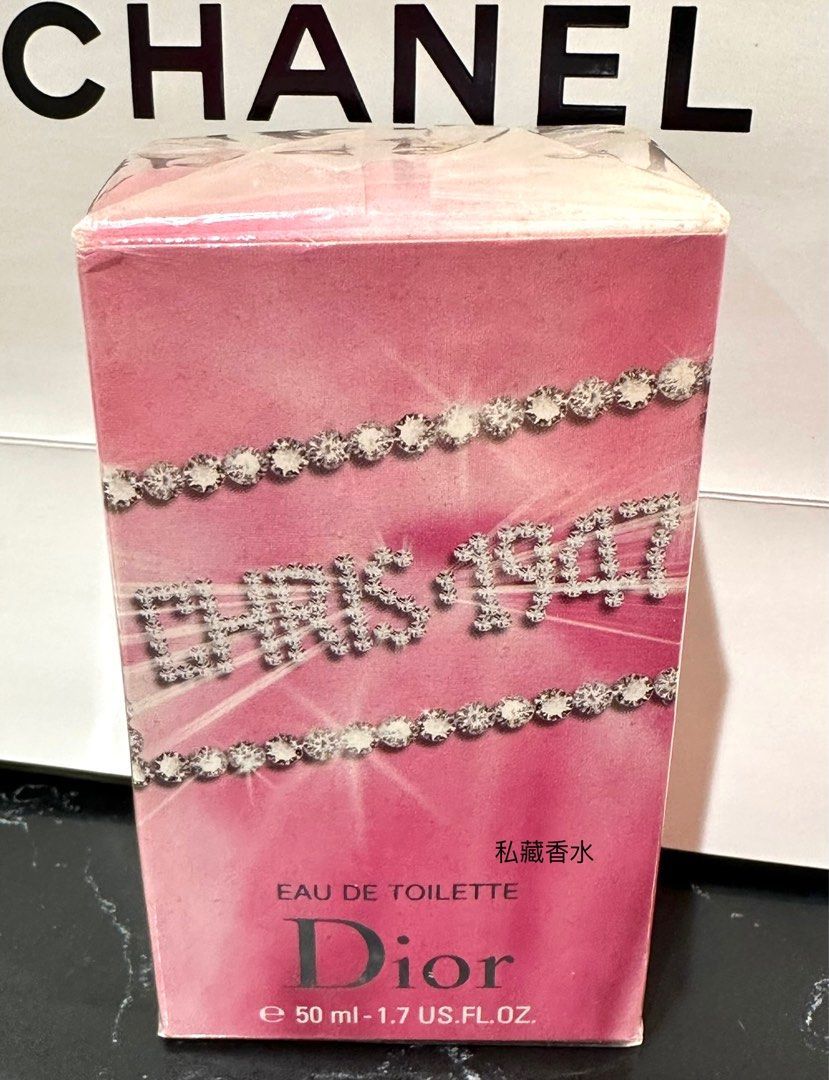 CHANEL
CHRIS·1947
私藏香水
EAU DE TOILETTE
Dior
e 50 ml - 1.7 US.FL.OZ.